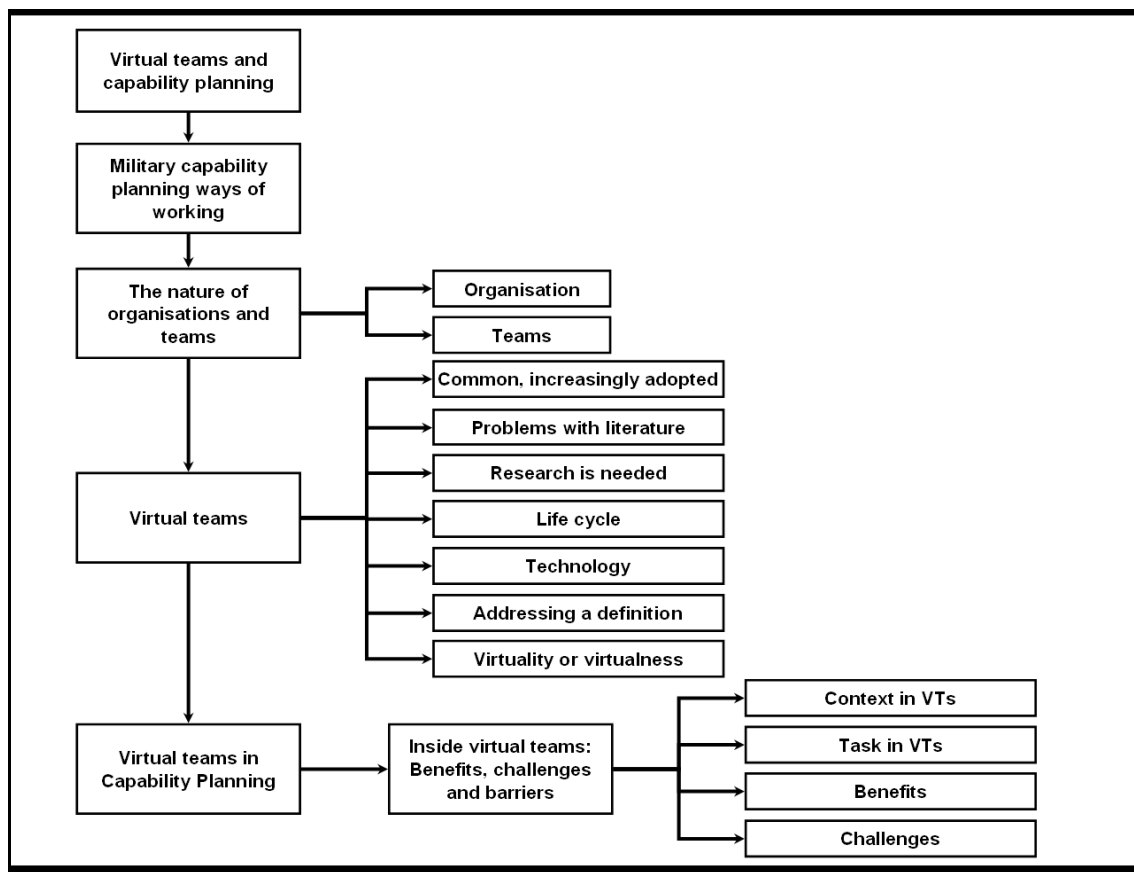 Virtual teams and
capability planning
Military capability
planning ways of
working
The nature of
organisations and
teams
Organisation
Teams
Common, increasingly adopted
Problems with literature
Research is needed
Life cycle
Technology
Addressing a definition
Virtuality or virtualness
Virtual teams
Virtual teams in
Capability Planning
Inside virtual teams:
Benefits, challenges
and barriers
Context in VTs
Task in VTs
Benefits
Challenges